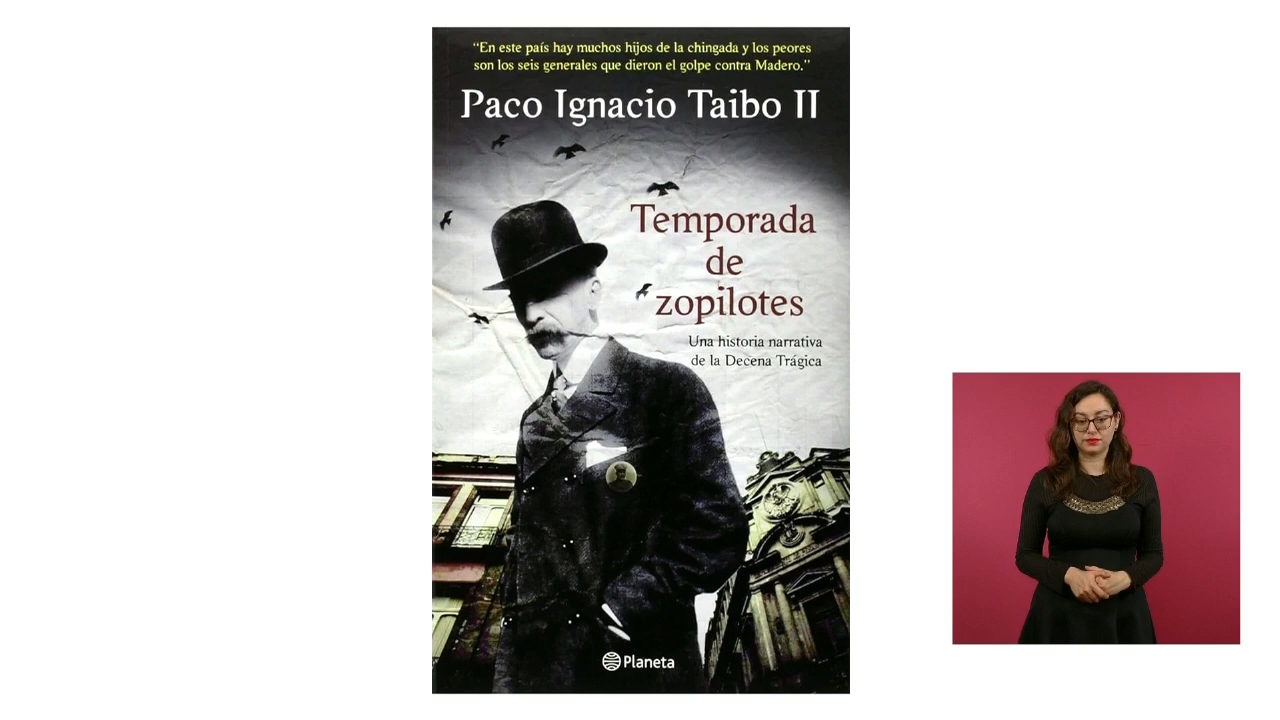 “En este país hay muchos hijos de la chingada y los peores
son los seis generales que dieron el golpe contra Madero.”
Paco Ignacio Taibo II
Temporada
de
zopilotes
Una historia narrativa
de la Decena Trágica
Planeta